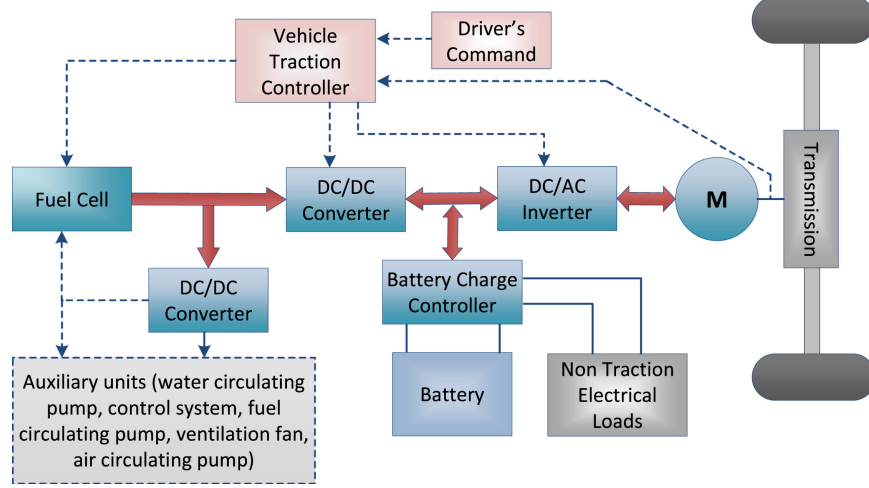 Vehicle
Traction
Controller
Driver's
Command
Fuel Cell
DC/DC
Converter
DC/AC
Inverter
M
Transmission
DC/DC
Converter
Battery Charge
Controller
Battery
Non Traction
Electrical
Loads
Auxiliary units (water circulating
pump, control system, fuel
circulating pump, ventilation fan,
air circulating pump)